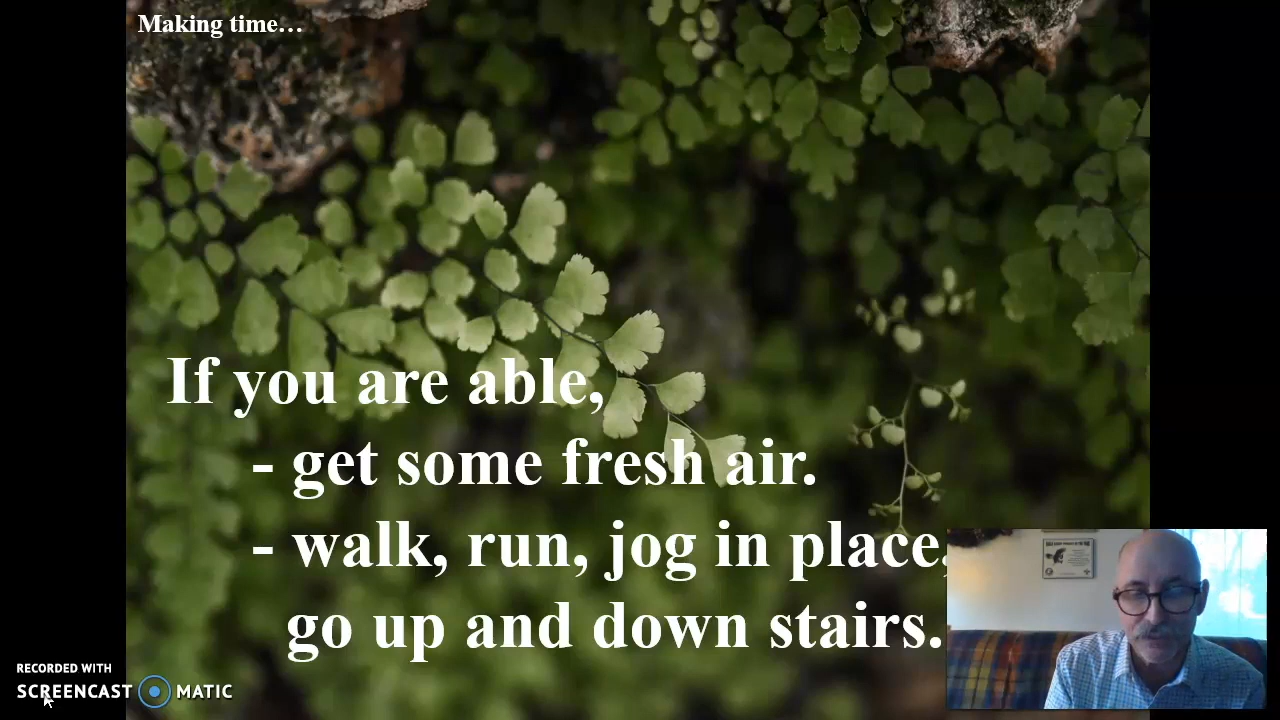 Making time…
If you are able,
- get some fresh air.
- walk, run, jog in place,
go up and down stairs.
RECORDED WITH
SCREENCAST MATIC